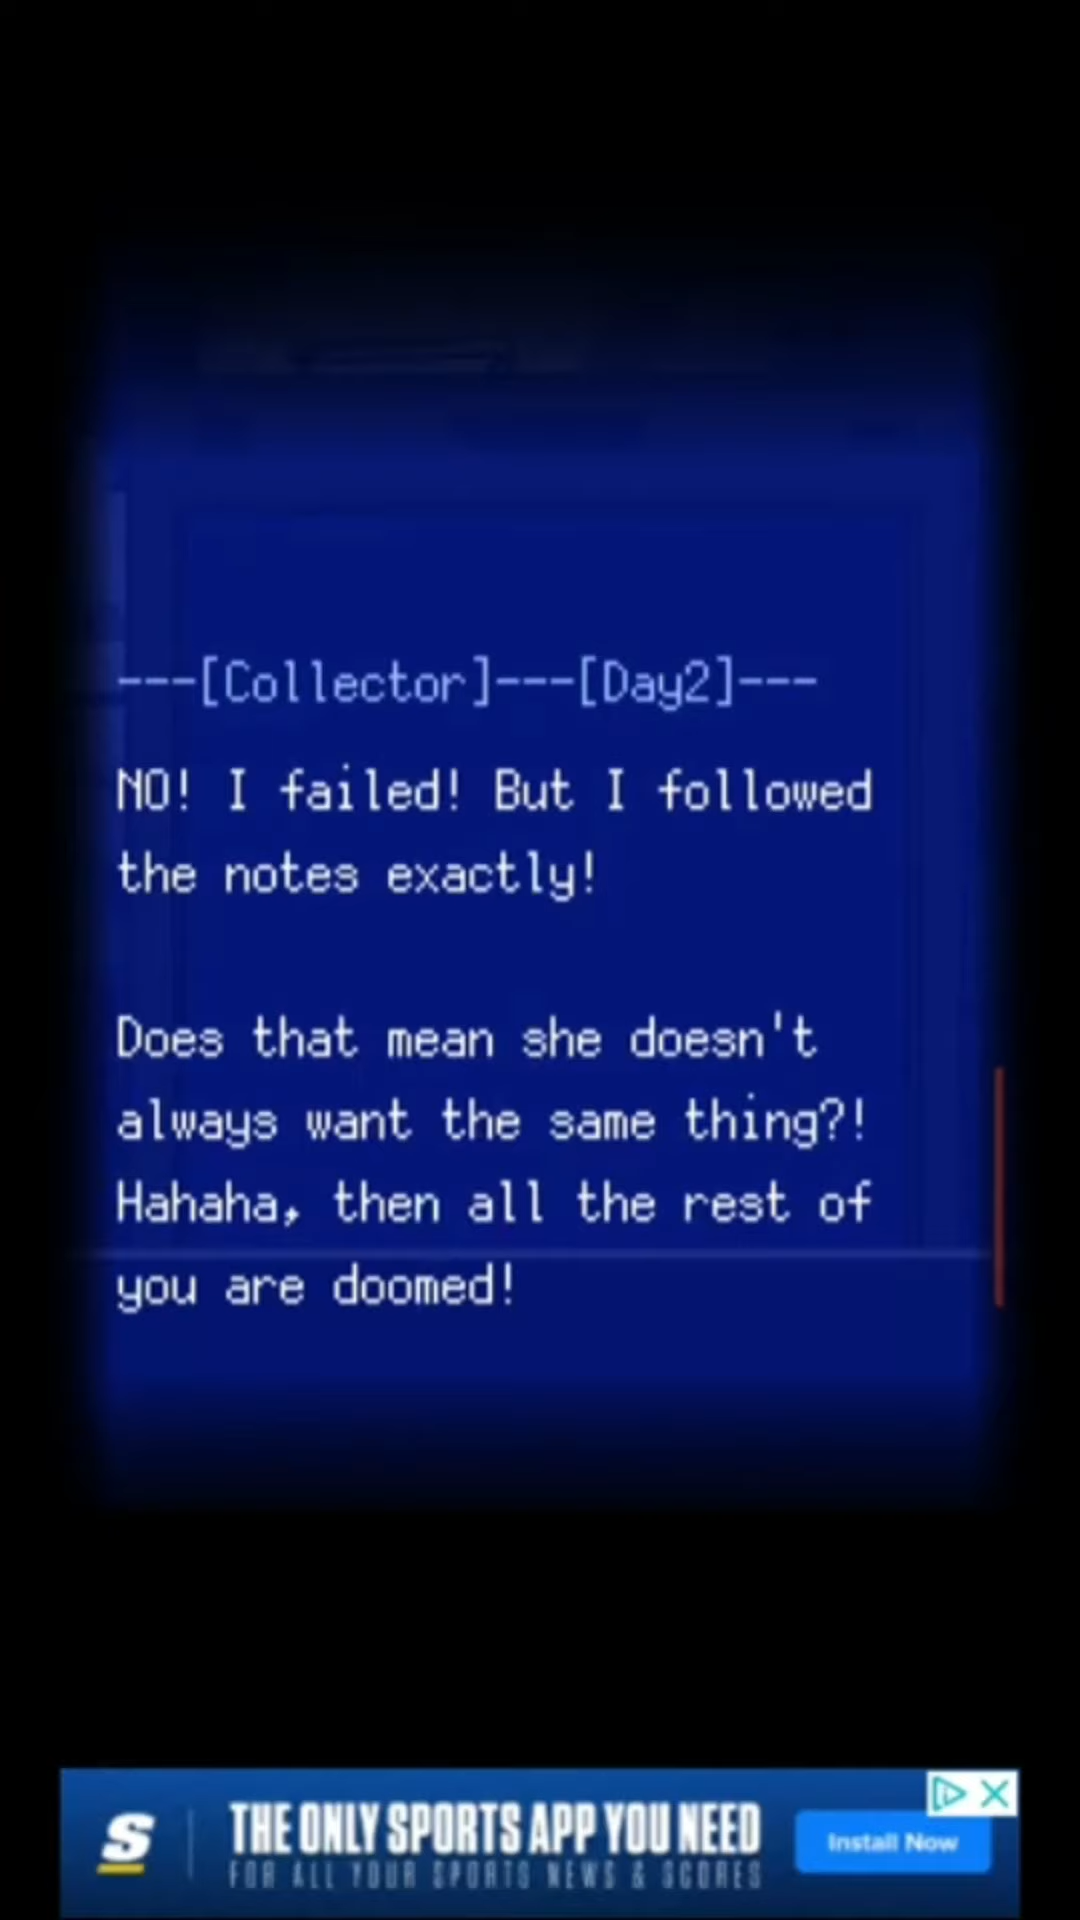 ---[Collector]---[Day2]---
NO! I failed! But I followed
the notes exactly!
Does that mean she doesn't
always want the same thing?!
Hahaha, then all the rest of
you are doomed!
S
THE ONLY SPORTS APP YOU NEED
FOR ALL YOUR SPORTS NEWS & SCORES
Install Now